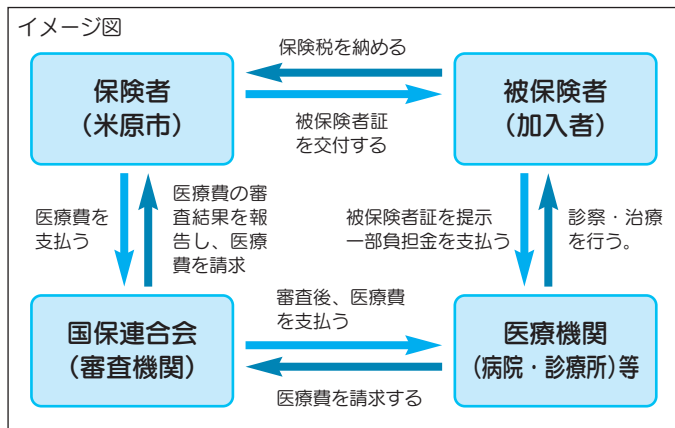 イメージ図
保険税を納める
保険者
（米原市）
被保険者
（加入者）
被保険者証
を交付する
医療費を
支払う
医療費の審
査結果を報
告し、医療
費を請求
被保険者証を提示
一部負担金を支払う
診察・治療
を行う。
審査後、医療費
を支払う
国保連合会
（審査機関）
医療機関
（病院・診療所）等
医療費を請求する